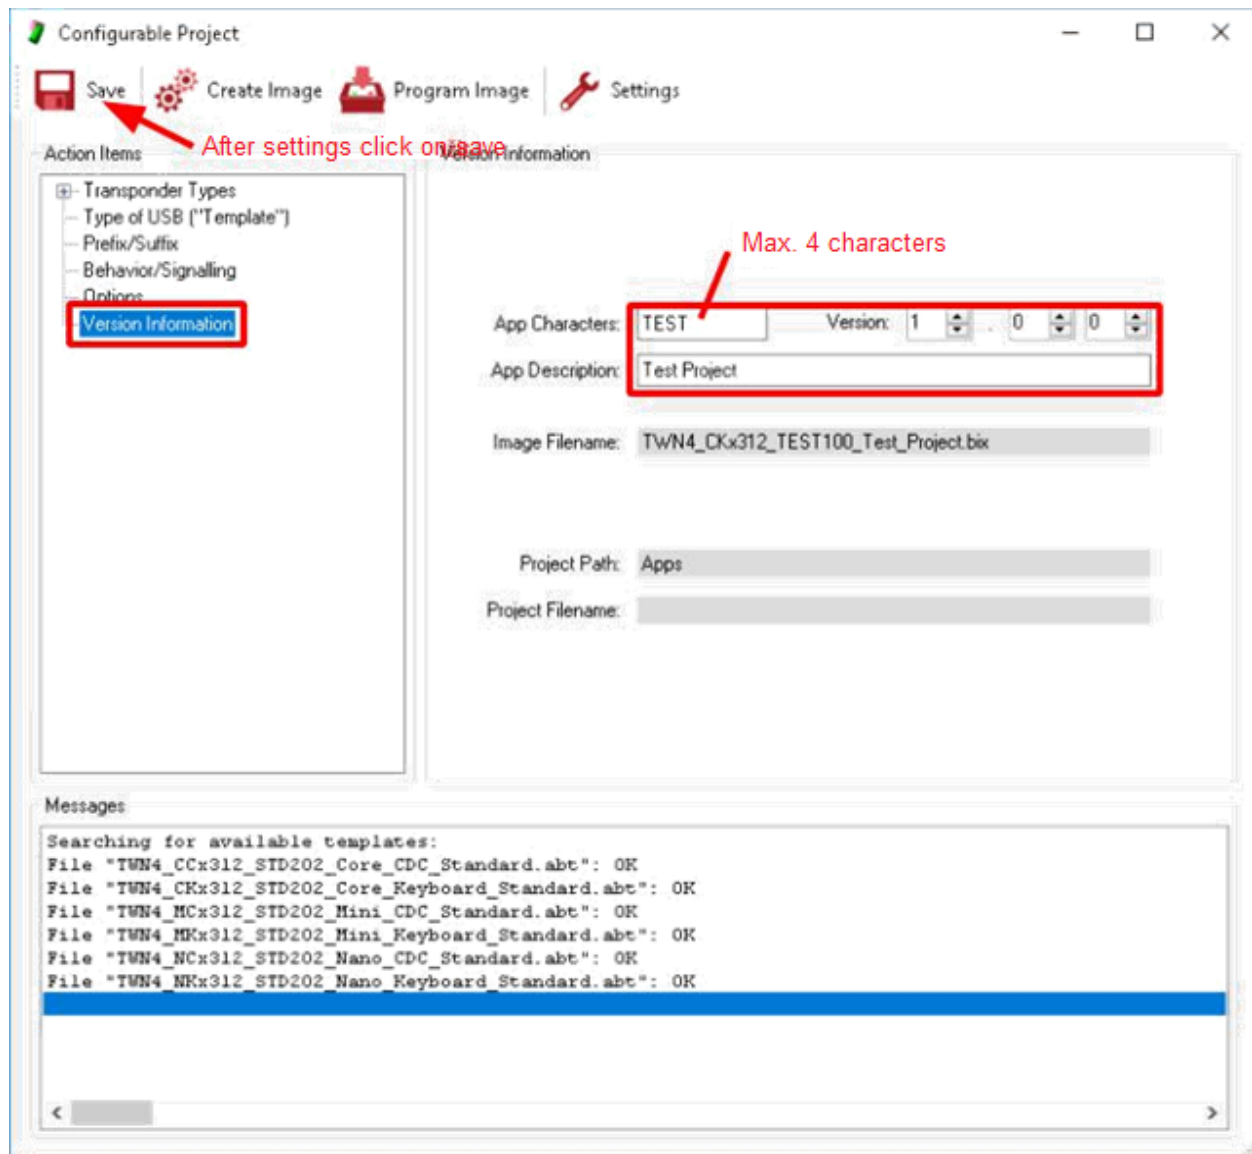 Configurable Project
Save Create Image Program Image Settings
After settings click on save
Action Items
Version Information
Transponder Types
Type of USB ("Template")
Prefix/Suffix
Behavior/Signalling
Options
Version Information
Max. 4 characters
App Characters: TEST Version: 1 . 0 0
App Description: Test Project
Image Filename: TWN4_CKx312_TEST100_Test_Project.bix
Project Path: Apps
Project Filename:
Messages
Searching for available templates:
File "TWN4_CCx312_STD202_Core_CDC_Standard.abt": OK
File "TWN4_CKx312_STD202_Core_Keyboard_Standard.abt": OK
File "TWN4_MCx312_STD202_Mini_CDC_Standard.abt": OK
File "TWN4_MKx312_STD202_Mini_Keyboard_Standard.abt": OK
File "TWN4_NCx312_STD202_Nano_CDC_Standard.abt": OK
File "TWN4_NKx312_STD202_Nano_Keyboard_Standard.abt": OK